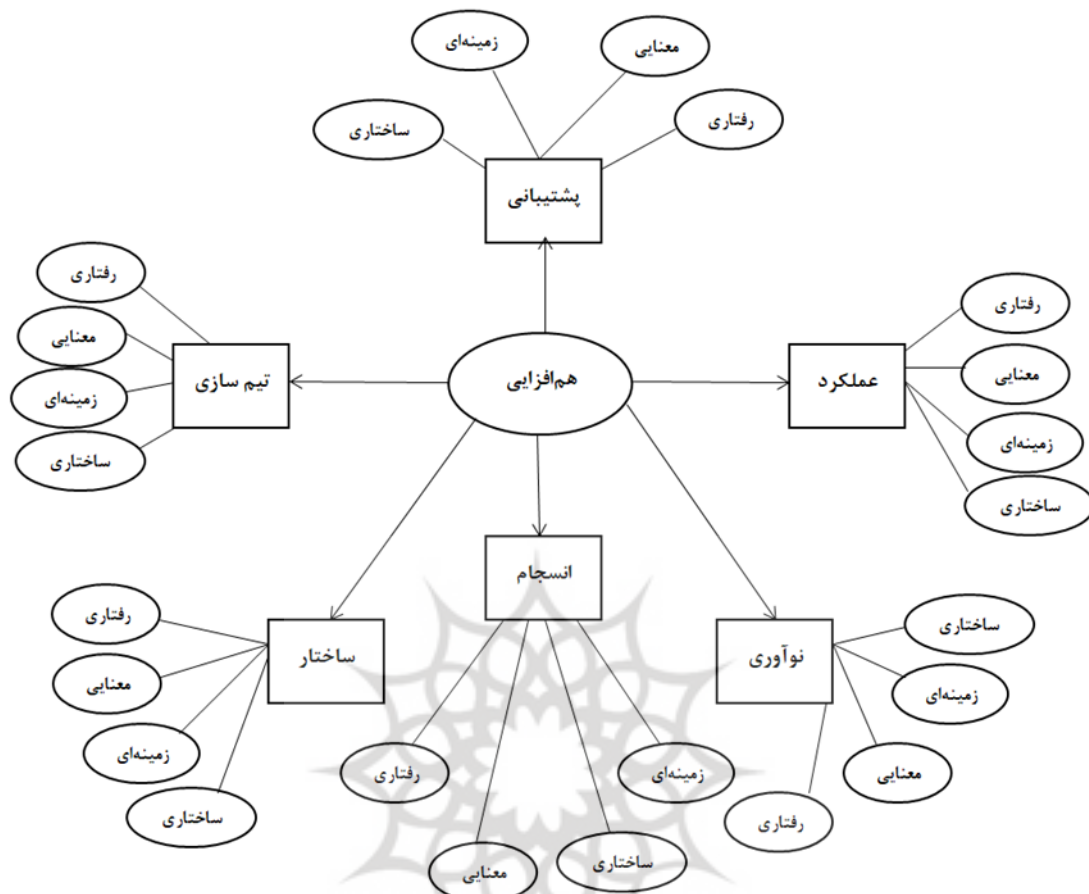 زمینه‌ای
معنایی
ساختاری
رفتاری
پشتیبانی
رفتاری
معنایی
زمینه‌ای
ساختاری
تیم سازی
هم‌افزایی
عملکرد
رفتاری
معنایی
زمینه‌ای
ساختاری
انسجام
رفتاری
معنایی
زمینه‌ای
ساختاری
ساختار
نوآوری
ساختاری
زمینه‌ای
معنایی
رفتاری
رفتاری
معنایی
ساختاری
زمینه‌ای